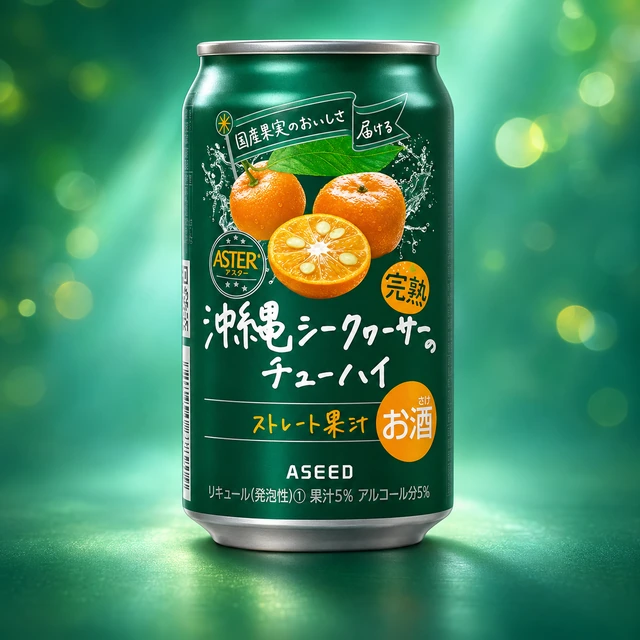 国産果実のおいしさ 届ける
ASTER
アスター
完熟
沖縄シークヮーサーの
チューハイ
ストレート果汁
さけ
お酒
ASEED
リキュール(発泡性)① 果汁5% アルコール分5%